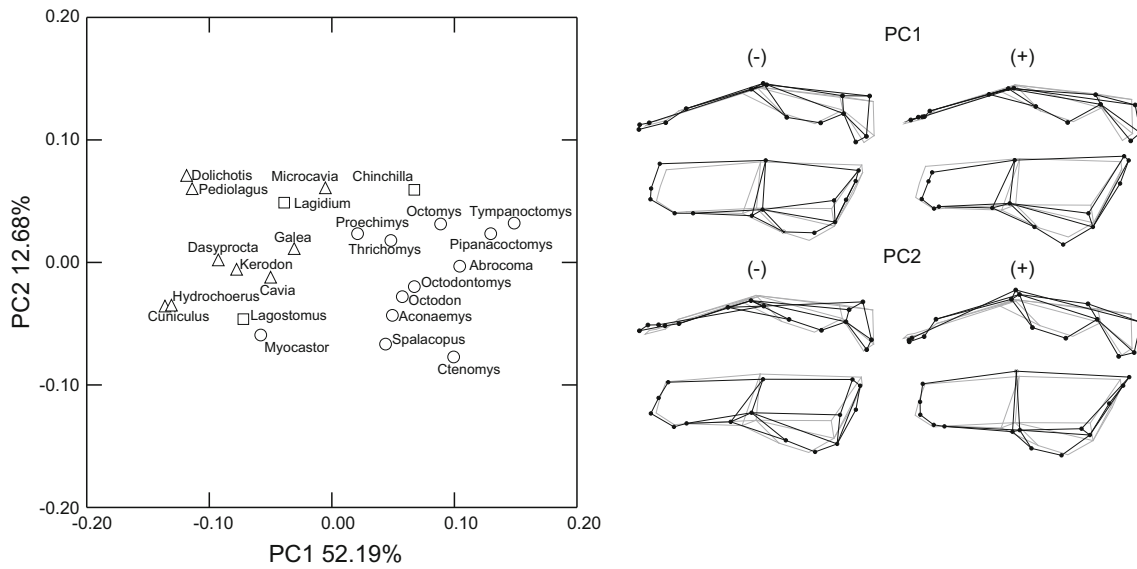 0.20
PC1
(-)
(+)
0.10
Dolichotis
Microcavia
Chinchilla
Pediolagus
Lagidium
Octomys
Tympanoctomys
Proechimys
Dasyprocta
Galea
Thrichomys
Pipanacoctomys
PC2
0.00
Kerodon
Abrocoma
(-)
(+)
Cavia
Octodontomys
Hydrochoerus
Octodon
Cuniculus
Lagostomus
Aconaemys
Myocastor
Spalacopus
Ctenomys
-0.10
-0.20
-0.20
-0.10
0.00
0.10
0.20
PC1 52.19%
PC2 12.68%